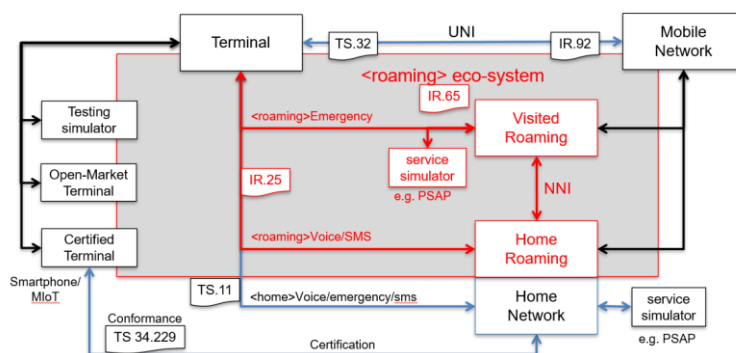 Terminal
TS.32
UNI
IR.92
Mobile
Network
<roaming> eco-system
IR.65
Testing
simulator
<roaming>Emergency
Visited
Roaming
service
simulator
e.g. PSAP
Open-Market
Terminal
IR.25
NNI
Certified
Terminal
<roaming>Voice/SMS
Home
Roaming
Smartphone/
MIoT
TS.11
<home>Voice/emergency/sms
Home
Network
service
simulator
e.g. PSAP
Conformance
TS 34.229
Certification